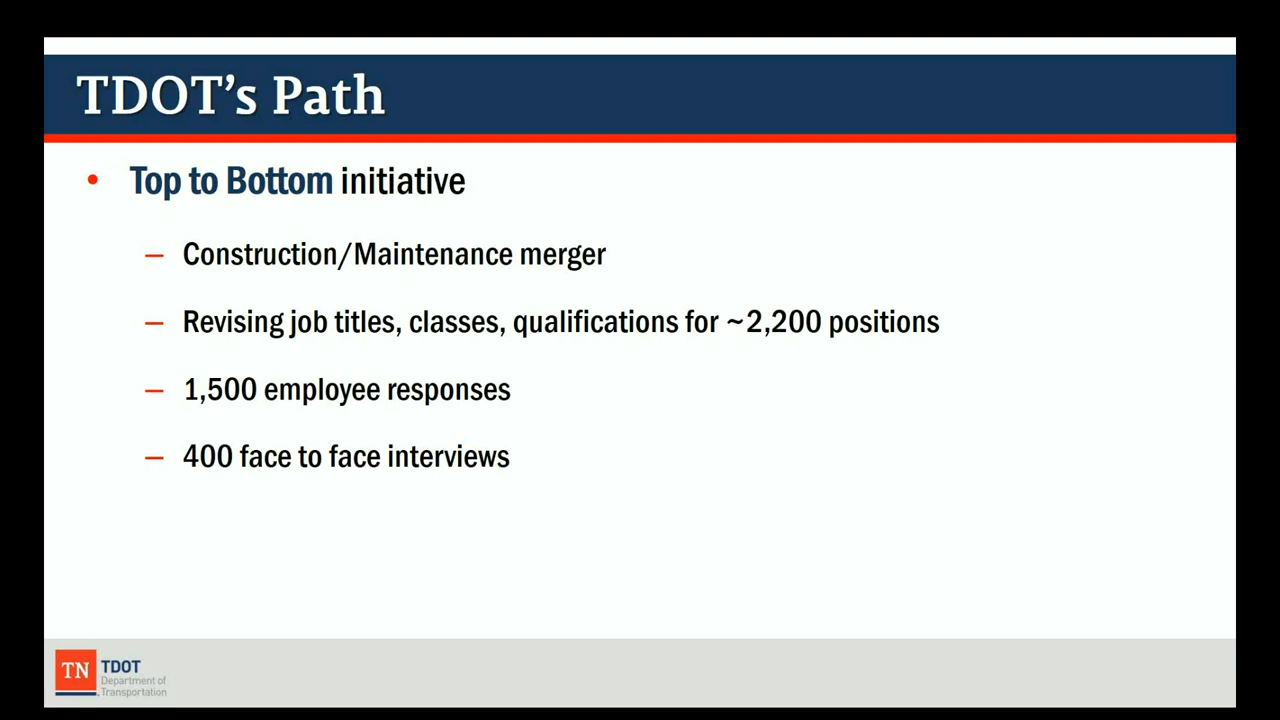 TDOT's Path
• Top to Bottom initiative
– Construction/Maintenance merger
– Revising job titles, classes, qualifications for ~2,200 positions
– 1,500 employee responses
– 400 face to face interviews
TN
TDOT
Department of
Transportation